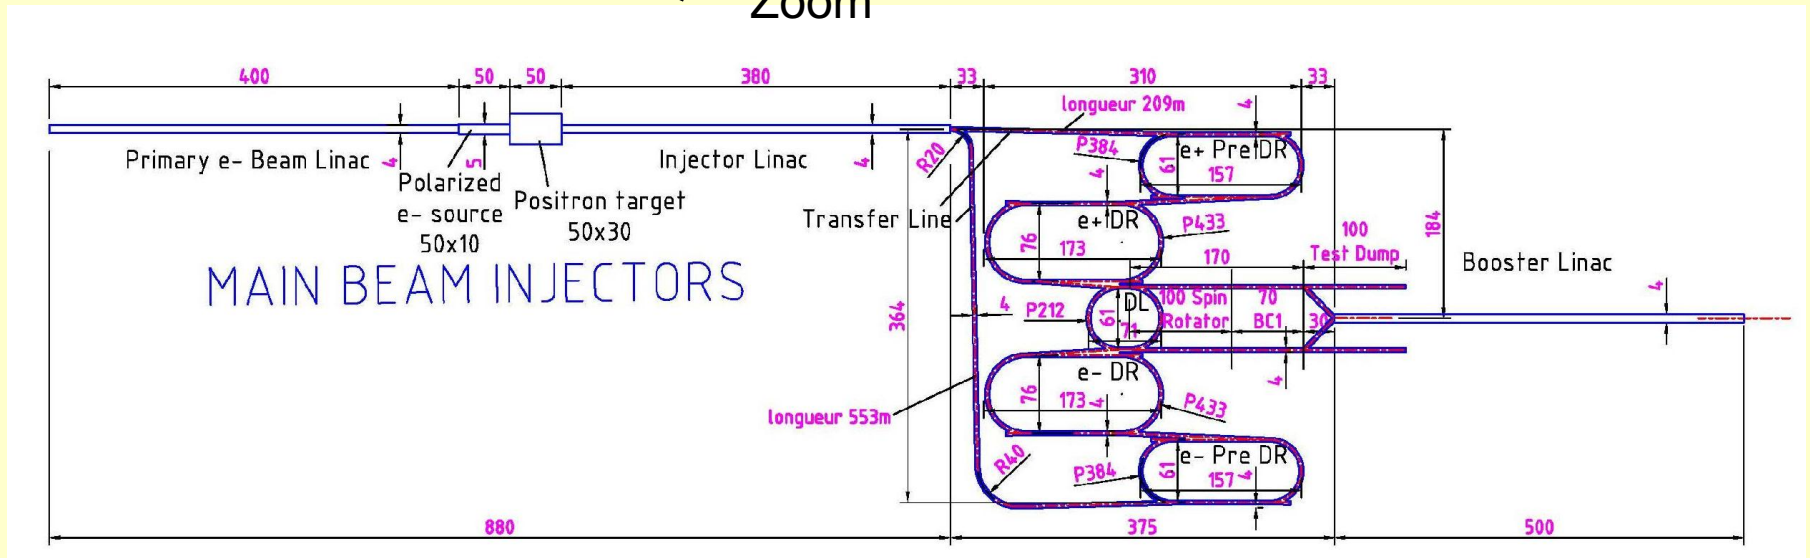 Zoom
400
50
50
380
33
310
33
longueur 209m
4
Primary e- Beam Linac
4
5
Injector Linac
4
R20
P384
61
e+ Pre DR
157
Polarized
e- source
50x10
Positron target
50x30
Transfer Line
4
e+ DR
76
173
P433
184
100
Test Dump
170
Booster Linac
MAIN BEAM INJECTORS
364
4
P212
61
DL
71
100 Spin
Rotator
70
BC1
30
4
4
76
e- DR
173
4
P433
longueur 553m
R40
P384
61
e- Pre DR
157
4
880
375
500